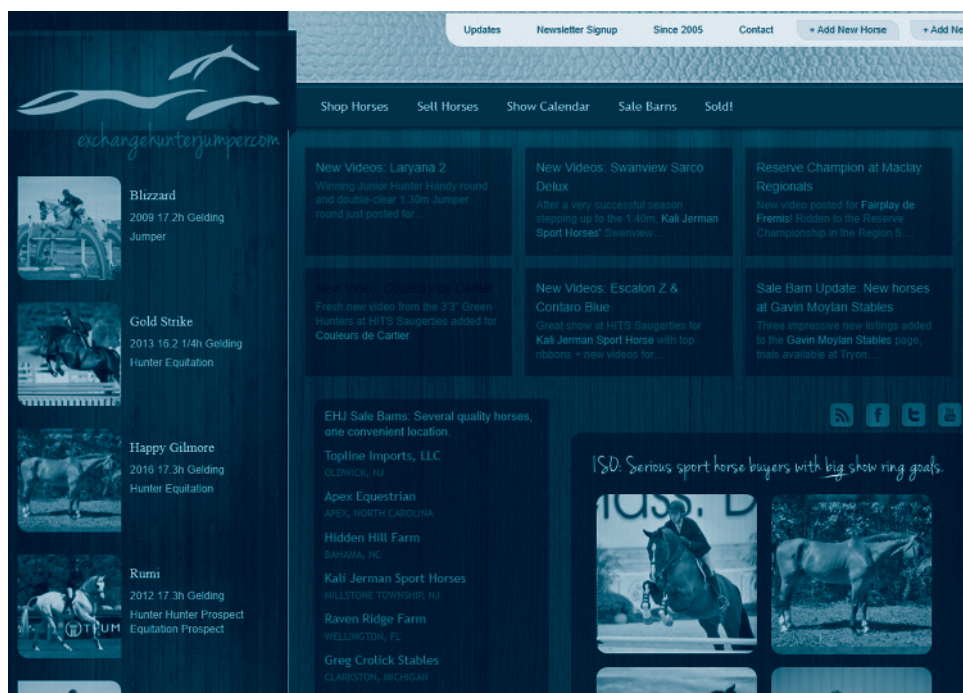 Updates Newsletter Signup Since 2005 Contact + Add New Horse + Add Ne
Shop Horses Sell Horses Show Calendar Sale Barns Sold!
exchangehunterjumper.com
Blizzard
2009 17.2h Gelding
Jumper
Gold Strike
2013 16.2 1/4h Gelding
Hunter Equitation
Happy Gilmore
2016 17.3h Gelding
Hunter Equitation
Rumi
2012 17.3h Gelding
Hunter Hunter Prospect
Equitation Prospect
New Videos: Laryana 2
Winning Junior Hunter Handy round
and double-clear 1.30m Jumper
round just posted for...
New Videos: Swanview Sarco
Delux
After a very successful season
stepping up to the 1.40m, Kali Jerman
Sport Horses' Swanview...
Reserve Champion at Maclay
Regionals
New video posted for Fairplay de
Fremis! Ridden to the Reserve
Championship in the Region 5...
New Video: Couleurs de Cartier
Fresh new video from the 3'3" Green
Hunters at HITS Saugerties added for
Couleurs de Cartier.
New Videos: Escalon Z &
Contaro Blue
Great show at HITS Saugerties for
Kali Jerman Sport Horse with top
ribbons + new videos for...
Sale Barn Update: New horses
at Gavin Moylan Stables
Three impressive new listings added
to the Gavin Moylan Stables page,
trials available at Tryon...
EHJ Sale Barns: Several quality horses,
one convenient location.
Topline Imports, LLC
OLDWICK, NJ
Apex Equestrian
APEX, NORTH CAROLINA
Hidden Hill Farm
BAHAMA, NC
Kali Jerman Sport Horses
MILLSTONE TOWNSHIP, NJ
Raven Ridge Farm
WELLINGTON, FL
Greg Crolick Stables
CLARKSTON, MICHIGAN
ISO: Serious sport horse buyers with big show ring goals.